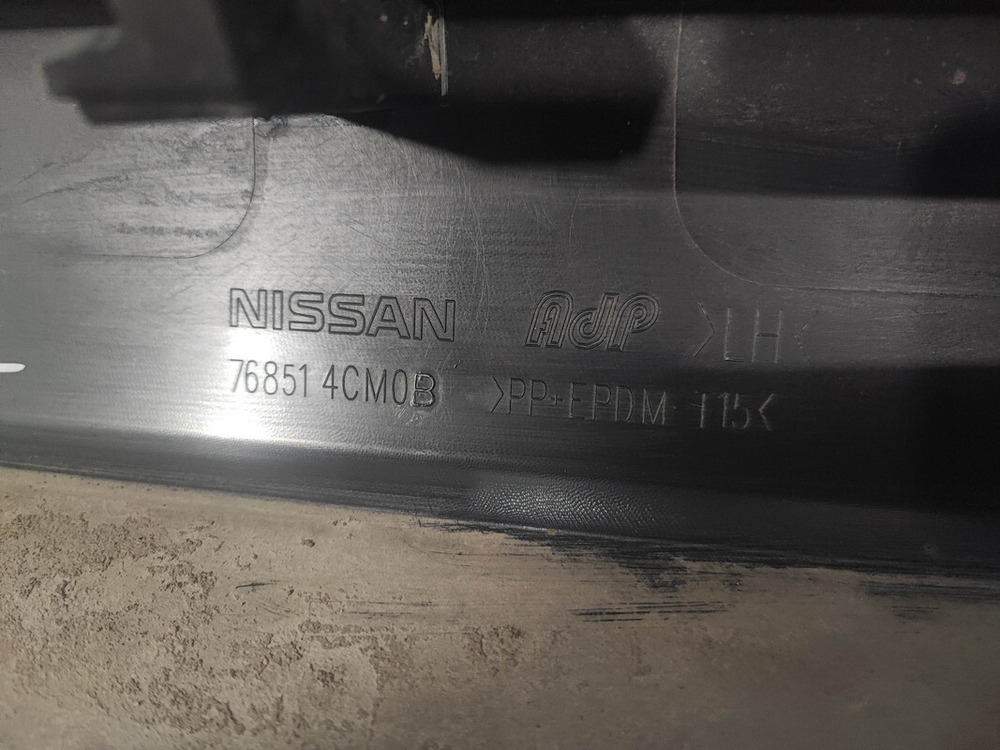 NISSAN AdP >LH<
76851 4CM0B >PP+EPDM-T15<